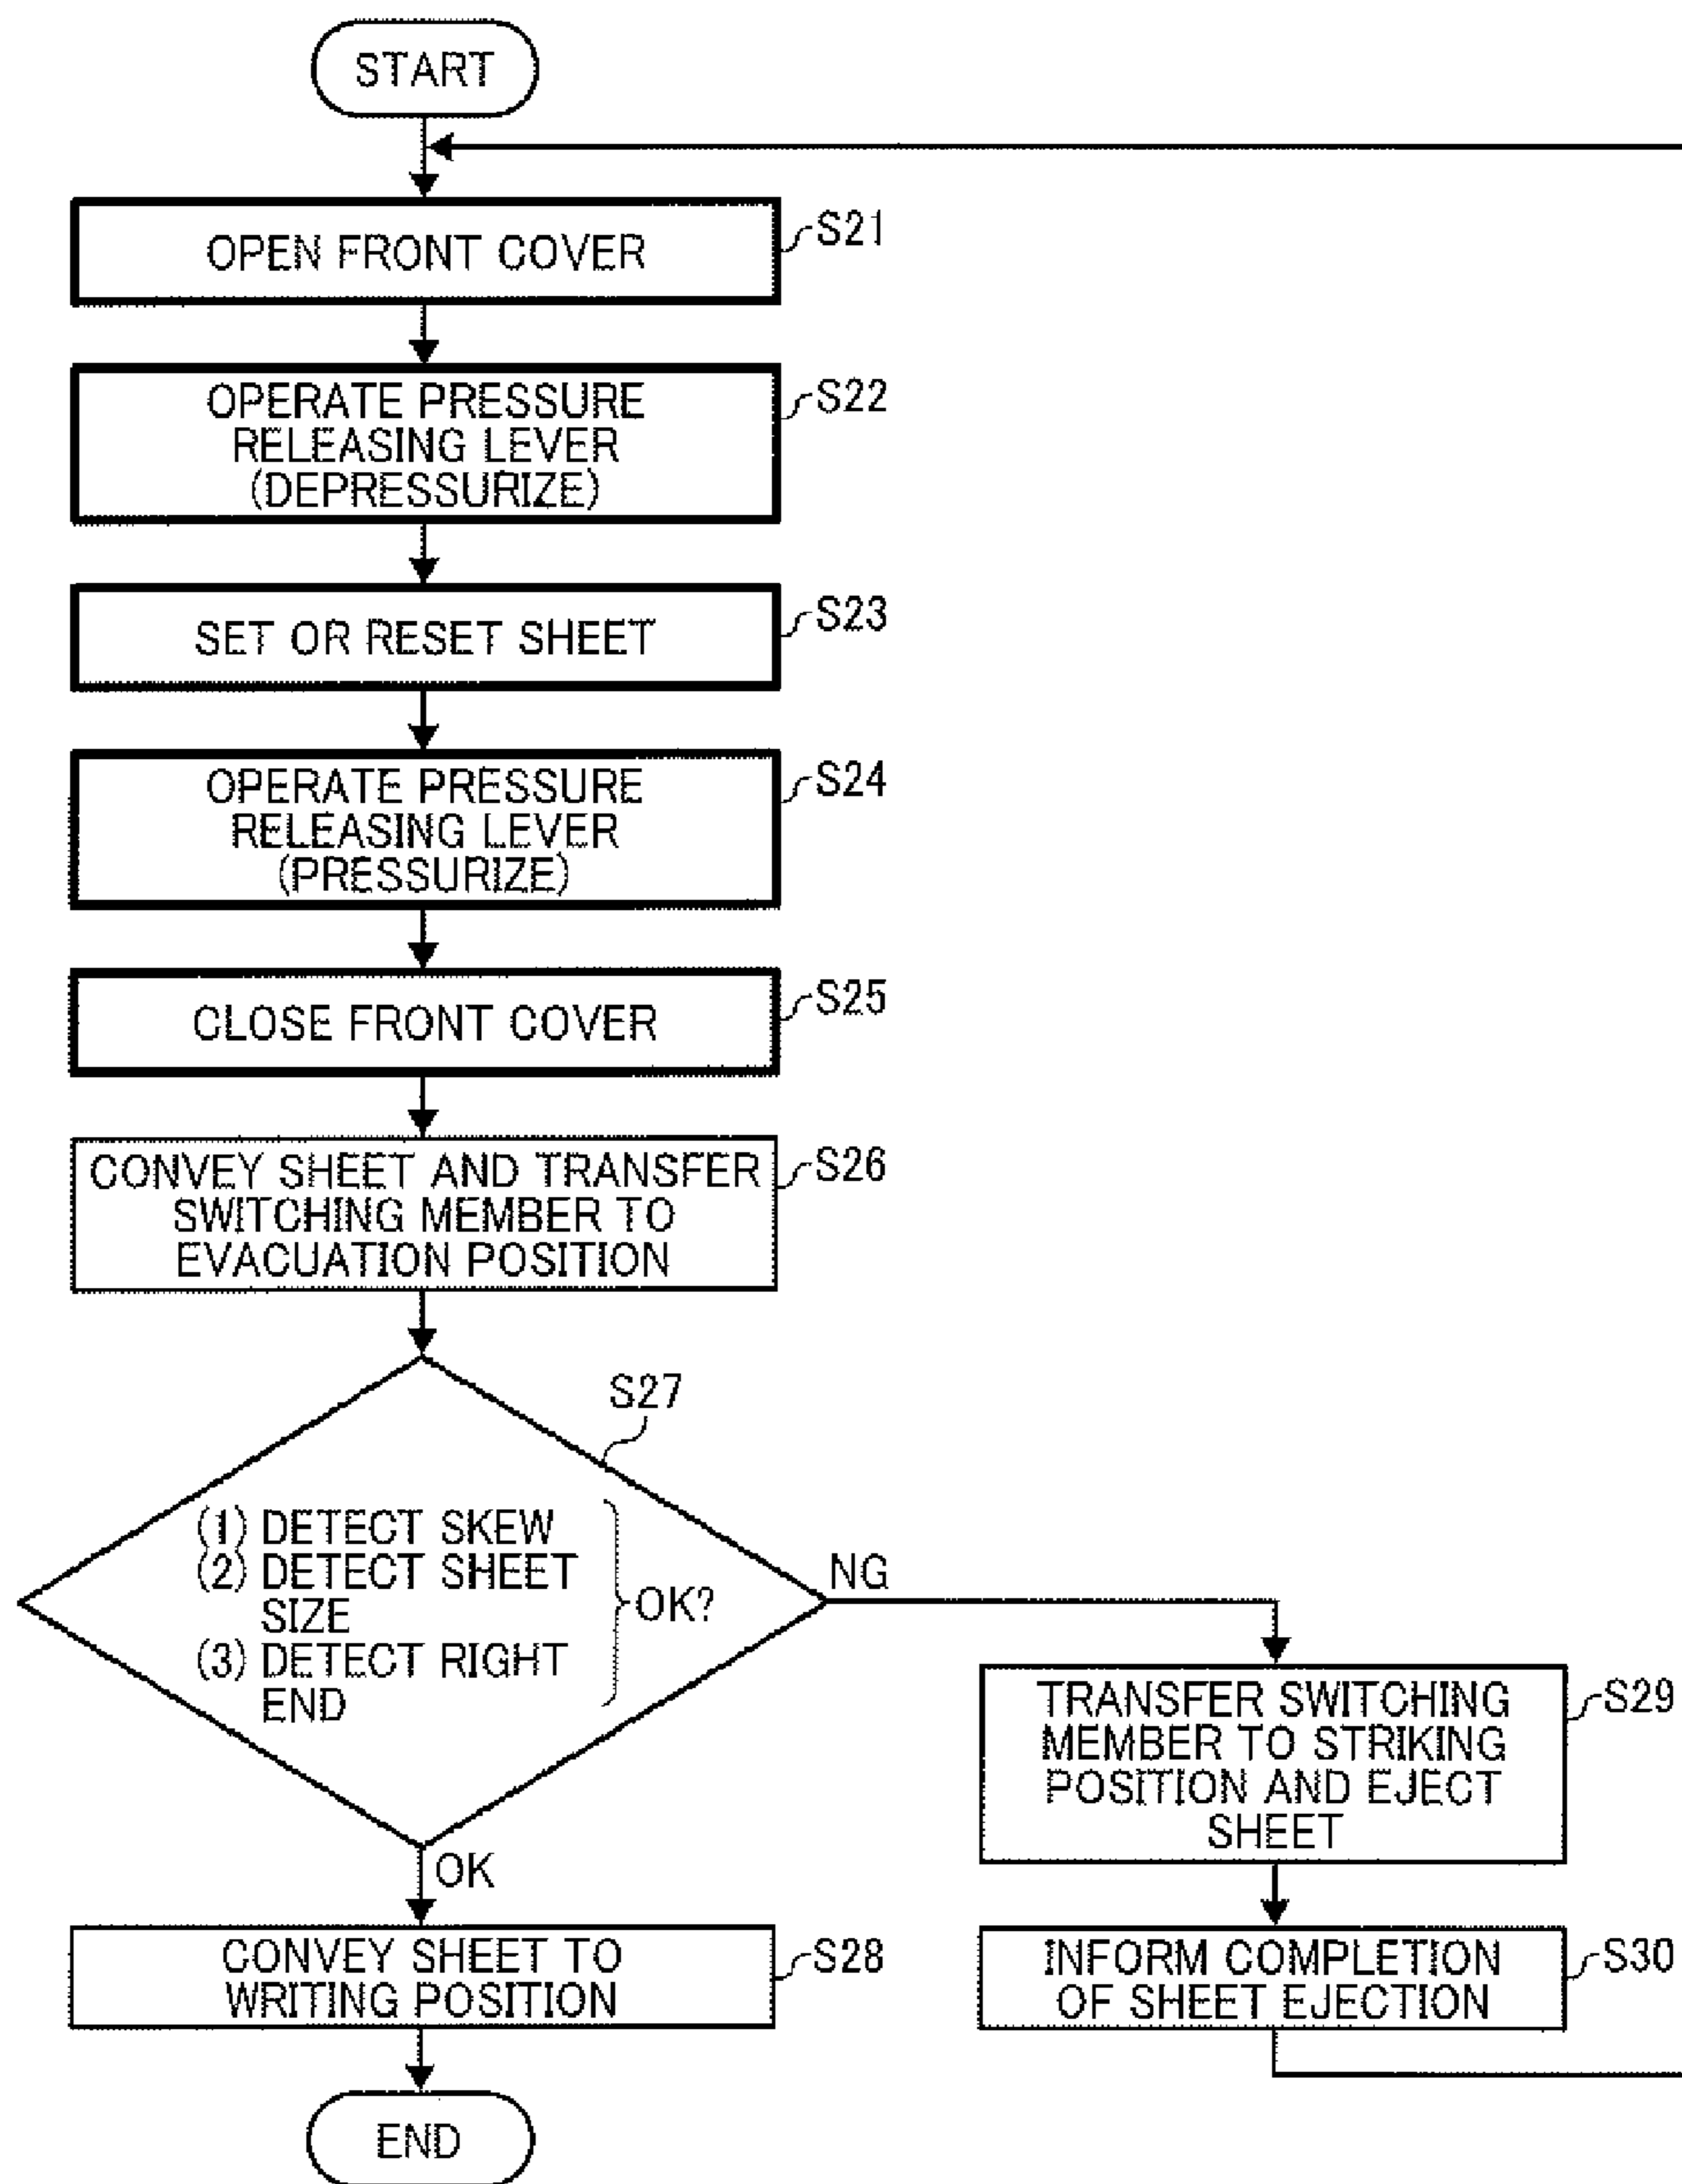 START
OPEN FRONT COVER
S21
OPERATE PRESSURE
RELEASING LEVER
(DEPRESSURIZE)
S22
SET OR RESET SHEET
S23
OPERATE PRESSURE
RELEASING LEVER
(PRESSURIZE)
S24
CLOSE FRONT COVER
S25
CONVEY SHEET AND TRANSFER
SWITCHING MEMBER TO
EVACUATION POSITION
S26
S27
(1) DETECT SKEW
(2) DETECT SHEET
SIZE
(3) DETECT RIGHT
END
OK?
NG
OK
CONVEY SHEET TO
WRITING POSITION
S28
END
TRANSFER SWITCHING
MEMBER TO STRIKING
POSITION AND EJECT
SHEET
S29
INFORM COMPLETION
OF SHEET EJECTION
S30